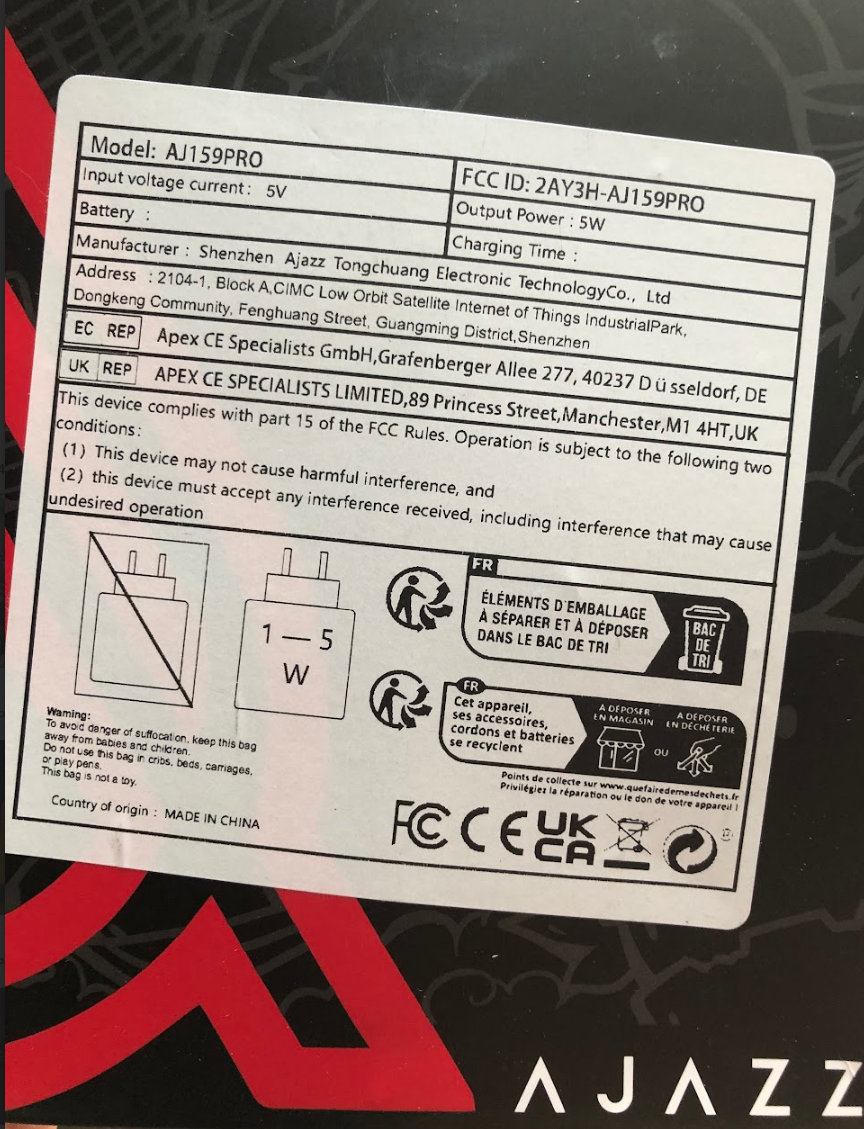 Model: AJ159PRO
FCC ID: 2AY3H-AJ159PRO
Input voltage current: 5V
Output Power : 5W
Battery :
Charging Time :
Manufacturer : Shenzhen Ajazz Tongchuang Electronic TechnologyCo., Ltd
Address : 2104-1, Block A,CIMC Low Orbit Satellite Internet of Things IndustrialPark,
Dongkeng Community, Fenghuang Street, Guangming District,Shenzhen
EC REP Apex CE Specialists GmbH,Grafenberger Allee 277, 40237 D ü sseldorf, DE
UK REP APEX CE SPECIALISTS LIMITED,89 Princess Street,Manchester,M1 4HT,UK
This device complies with part 15 of the FCC Rules. Operation is subject to the following two
conditions:
(1) This device may not cause harmful interference, and
(2) this device must accept any interference received, including interference that may cause
undesired operation
1 — 5
W
FR
ÉLÉMENTS D'EMBALLAGE
À SÉPARER ET À DÉPOSER
DANS LE BAC DE TRI
BAC
DE
TRI
FR
Cet appareil,
ses accessoires,
cordons et batteries
se recyclent
À DÉPOSER
EN MAGASIN
OU
À DÉPOSER
EN DÉCHÈTERIE
Points de collecte sur www.quefairedemesdechets.fr
Privilégiez la réparation ou le don de votre appareil !
Warning:
To avoid danger of suffocation, keep this bag
away from babies and children.
Do not use this bag in cribs, beds, carriages,
or play pens.
This bag is not a toy.
Country of origin : MADE IN CHINA
FC CE UK
CA
AJAZZ